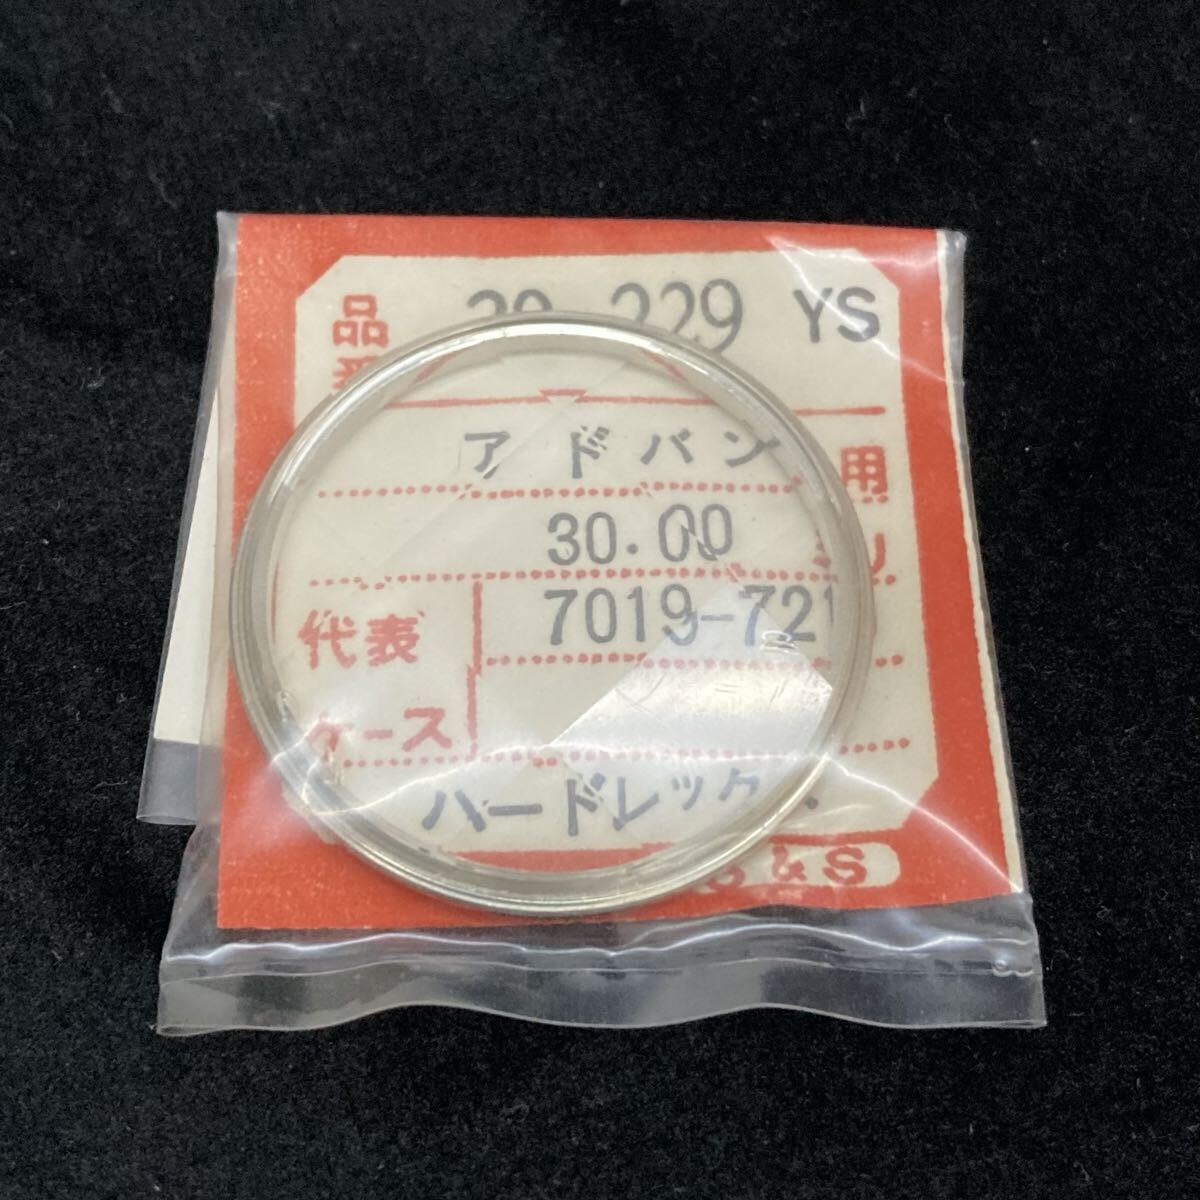 品 229 YS
アドバン 用
30.00
代表 7019-721
ケース
ハードレックス
S & S